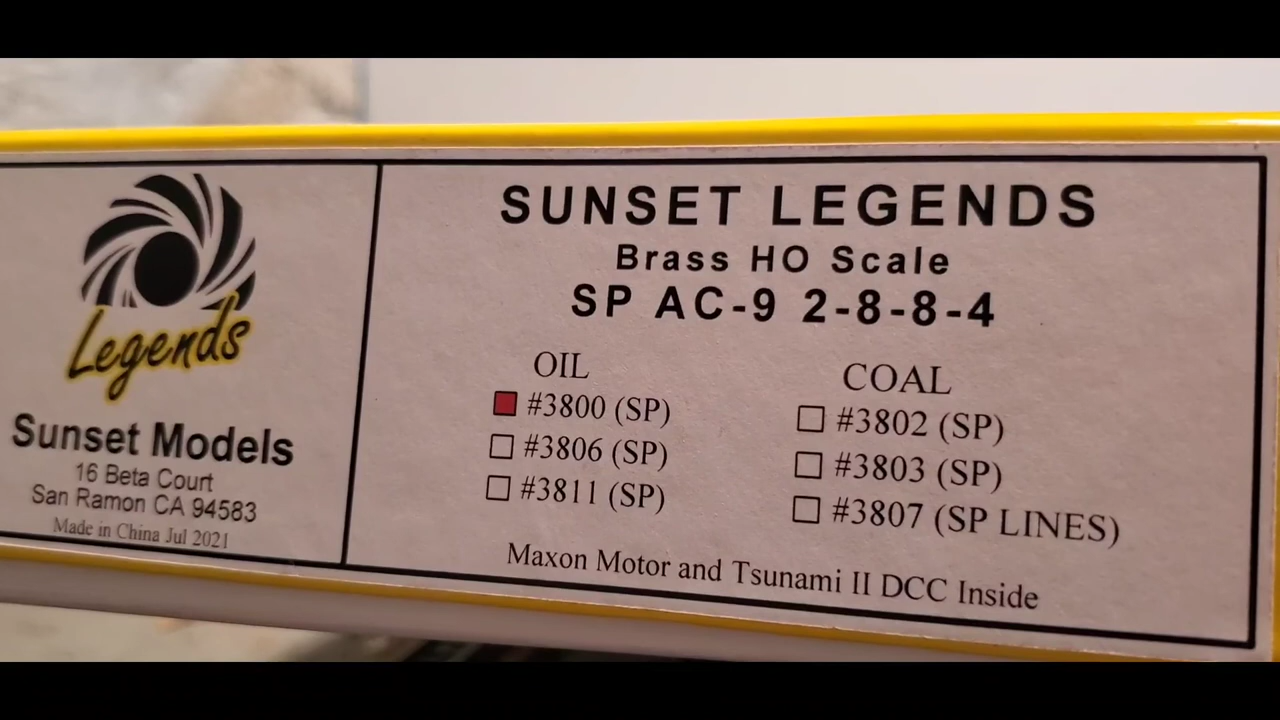 Legends
Sunset Models
16 Beta Court
San Ramon CA 94583
Made in China Jul 2021
SUNSET LEGENDS
Brass HO Scale
SP AC-9 2-8-8-4
OIL
#3800 (SP)
#3806 (SP)
#3811 (SP)
COAL
#3802 (SP)
#3803 (SP)
#3807 (SP LINES)
Maxon Motor and Tsunami II DCC Inside